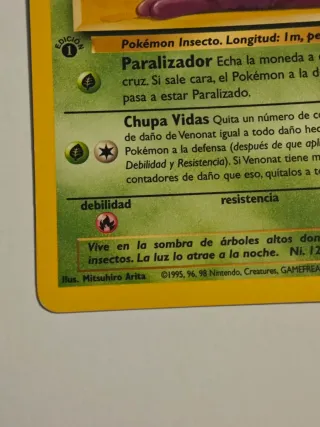 EDICIÓN
1
Pokémon Insecto. Longitud: 1m, pe
Paralizador Echa la moneda a
cruz. Si sale cara, el Pokémon a la d
pasa a estar Paralizado.
Chupa Vidas Quita un número de co
de daño de Venonat igual a todo daño hec
Pokémon a la defensa (después de que apli
Debilidad y Resistencia). Si Venonat tiene m
contadores de daño que eso, quítalos a t
debilidad resistencia
Vive en la sombra de árboles altos don
insectos. La luz lo atrae a la noche. Ni. 12
Ilus. Mitsuhiro Arita ©1995, 96, 98 Nintendo, Creatures, GAMEFREA